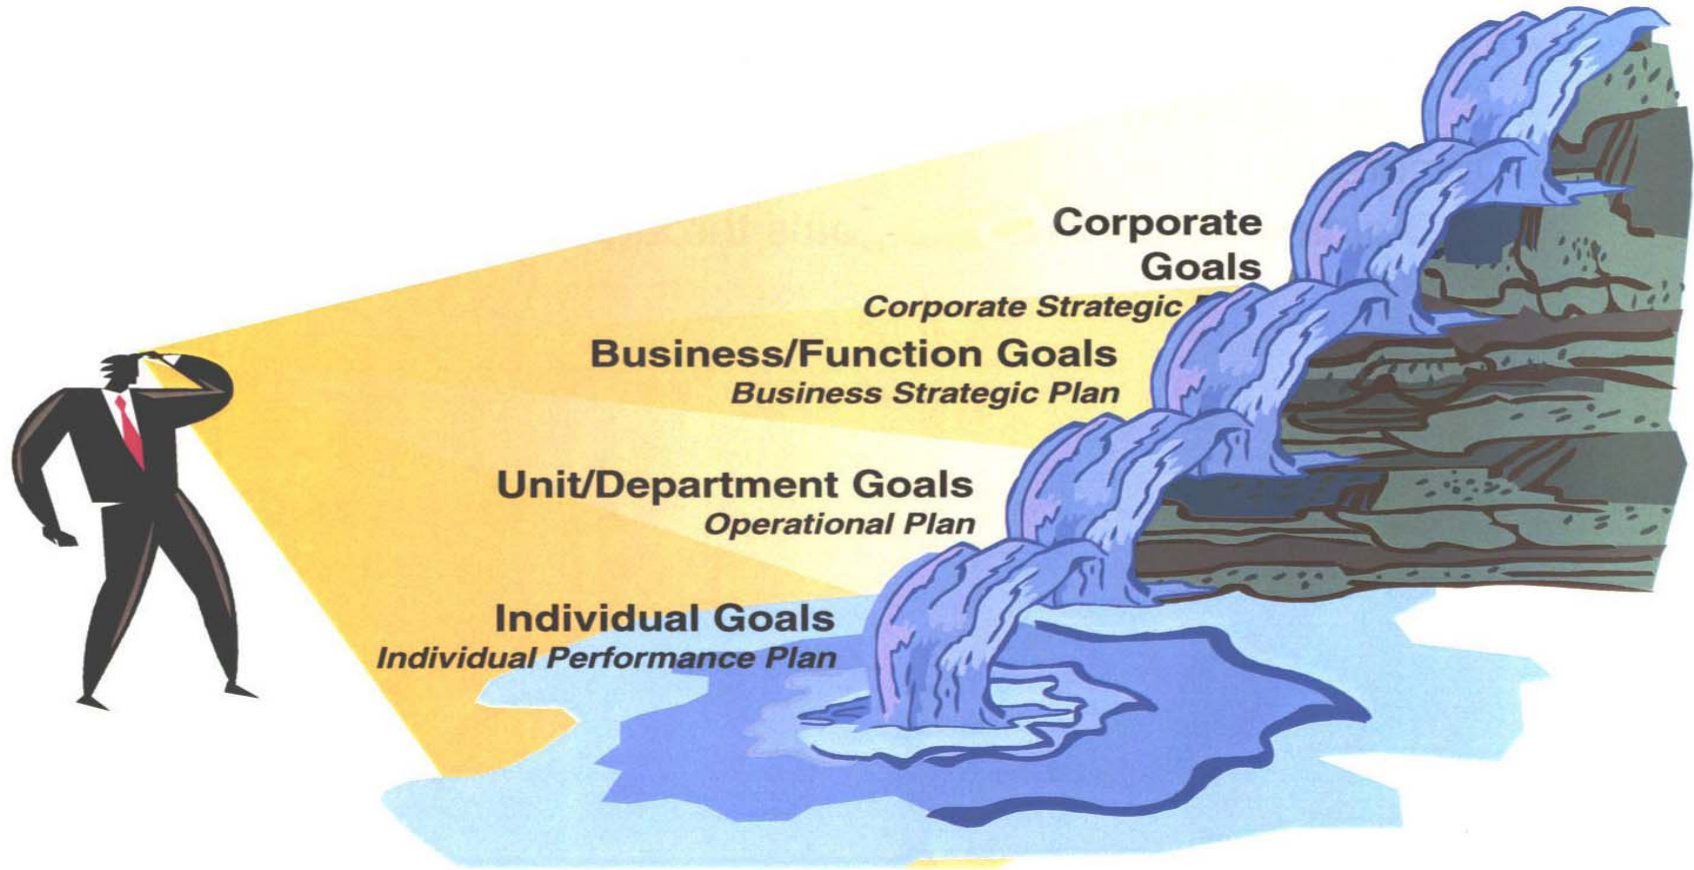 Corporate
Goals
Corporate Strategic
Business/Function Goals
Business Strategic Plan
Unit/Department Goals
Operational Plan
Individual Goals
Individual Performance Plan